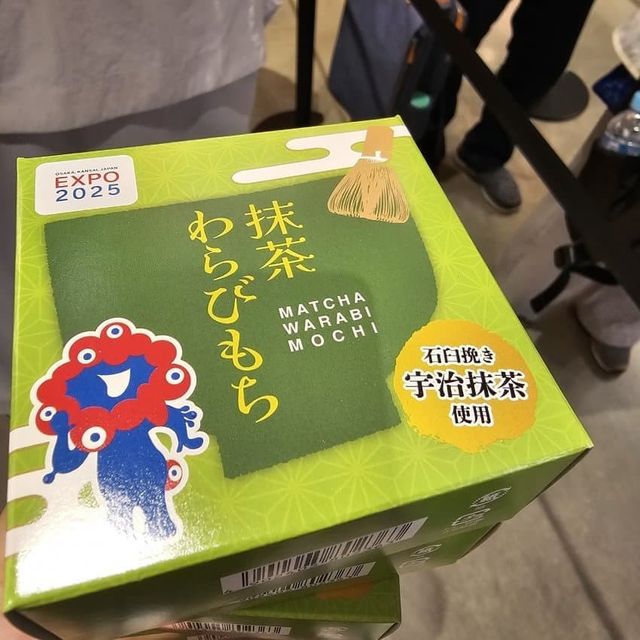 OSAKA, KANSAI, JAPAN
EXPO
2025
抹茶
わらびもち
MATCHA
WARABI
MOCHI
石臼挽き
宇治抹茶
使用